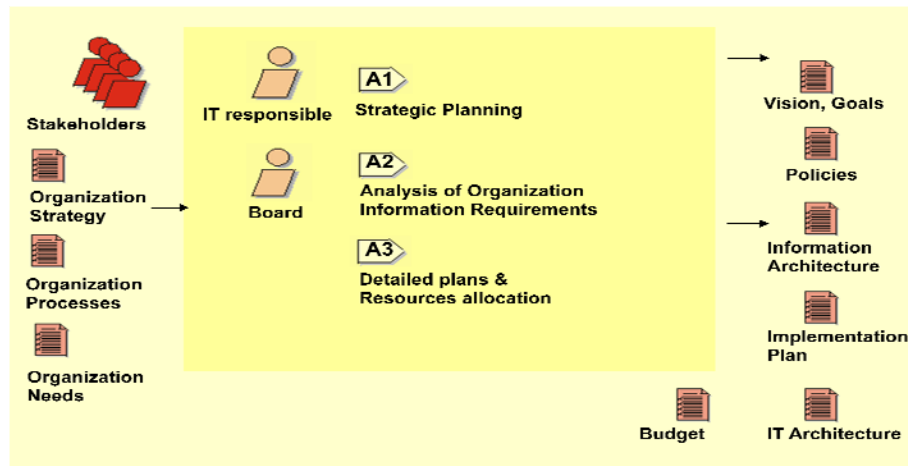 Stakeholders
Organization
Strategy
Organization
Processes
Organization
Needs
IT responsible
Board
A1
Strategic Planning
A2
Analysis of Organization
Information Requirements
A3
Detailed plans &
Resources allocation
Vision, Goals
Policies
Information
Architecture
Implementation
Plan
Budget
IT Architecture